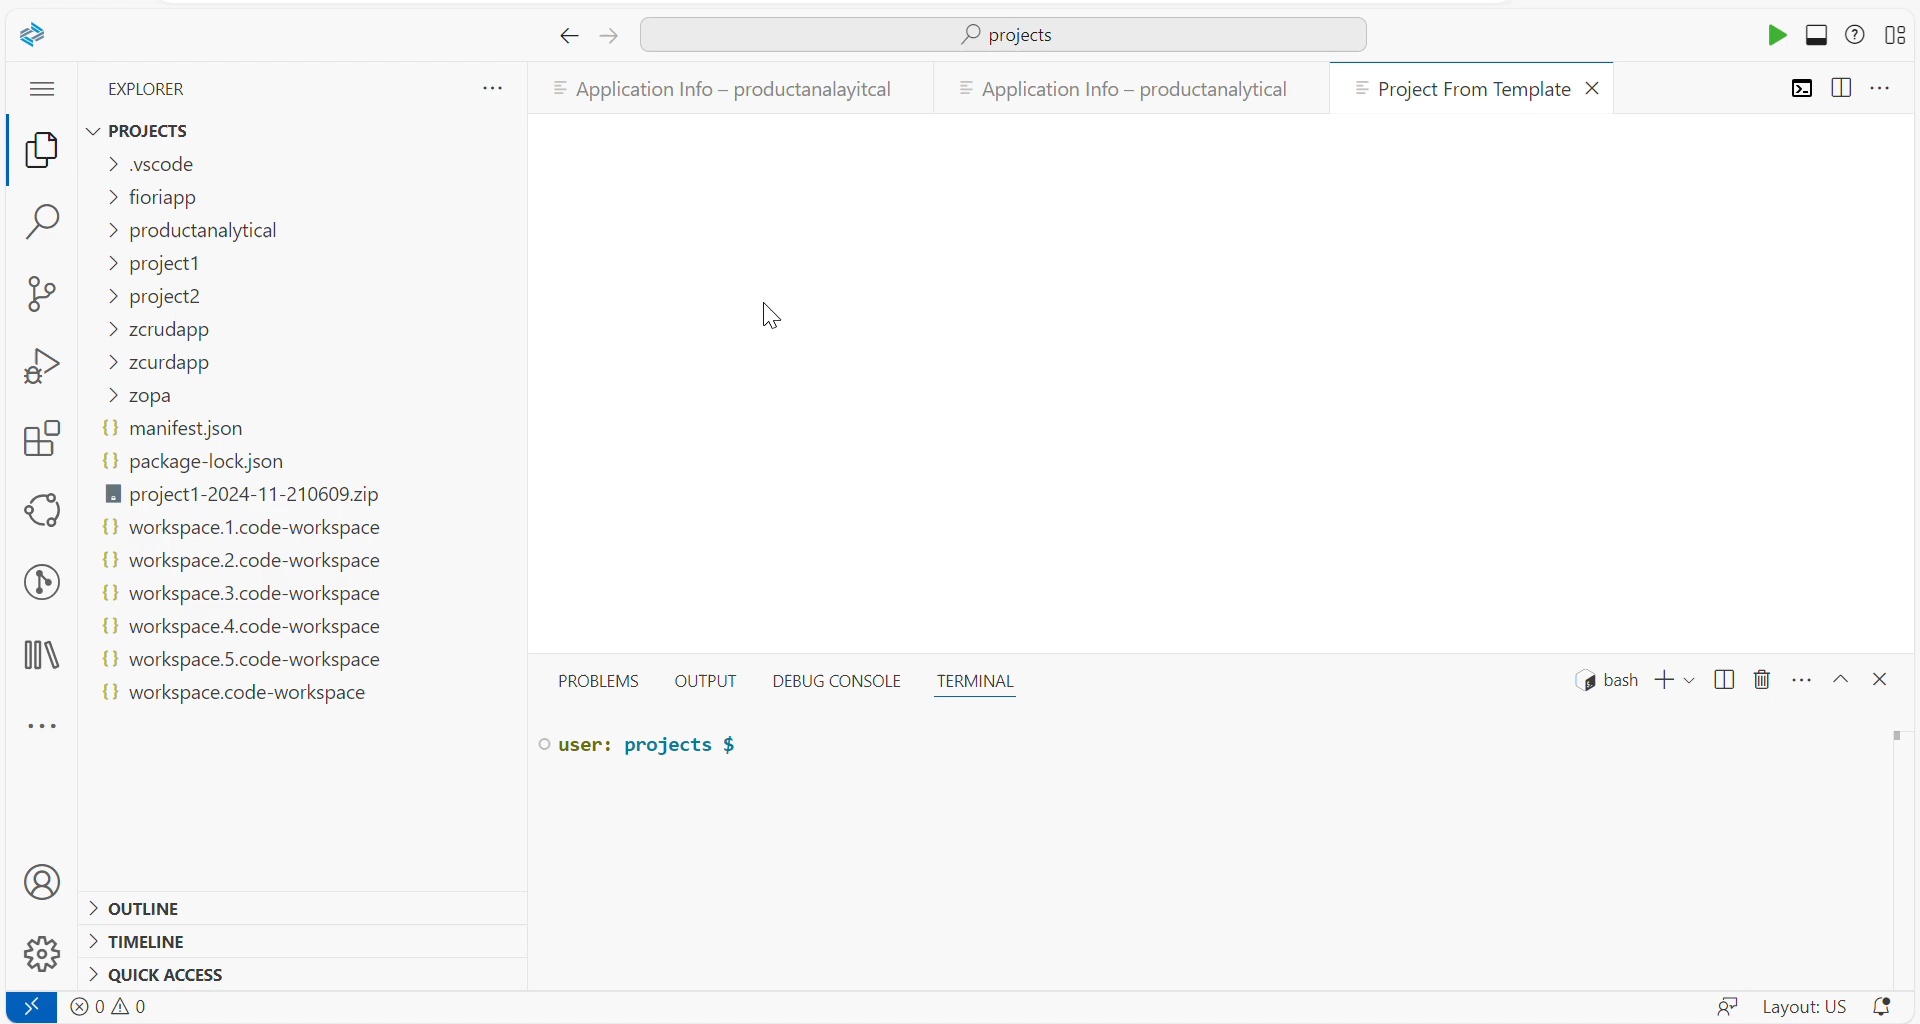 projects
EXPLORER
Application Info – productanalayitcal
Application Info – productanalytical
Project From Template
PROJECTS
.vscode
fioriapp
productanalytical
project1
project2
zcrudapp
zcurdapp
zopa
manifest.json
package-lock.json
project1-2024-11-210609.zip
workspace.1.code-workspace
workspace.2.code-workspace
workspace.3.code-workspace
workspace.4.code-workspace
workspace.5.code-workspace
workspace.code-workspace
PROBLEMS OUTPUT DEBUG CONSOLE TERMINAL
bash
user: projects $
OUTLINE
TIMELINE
QUICK ACCESS
0 0
Layout: US